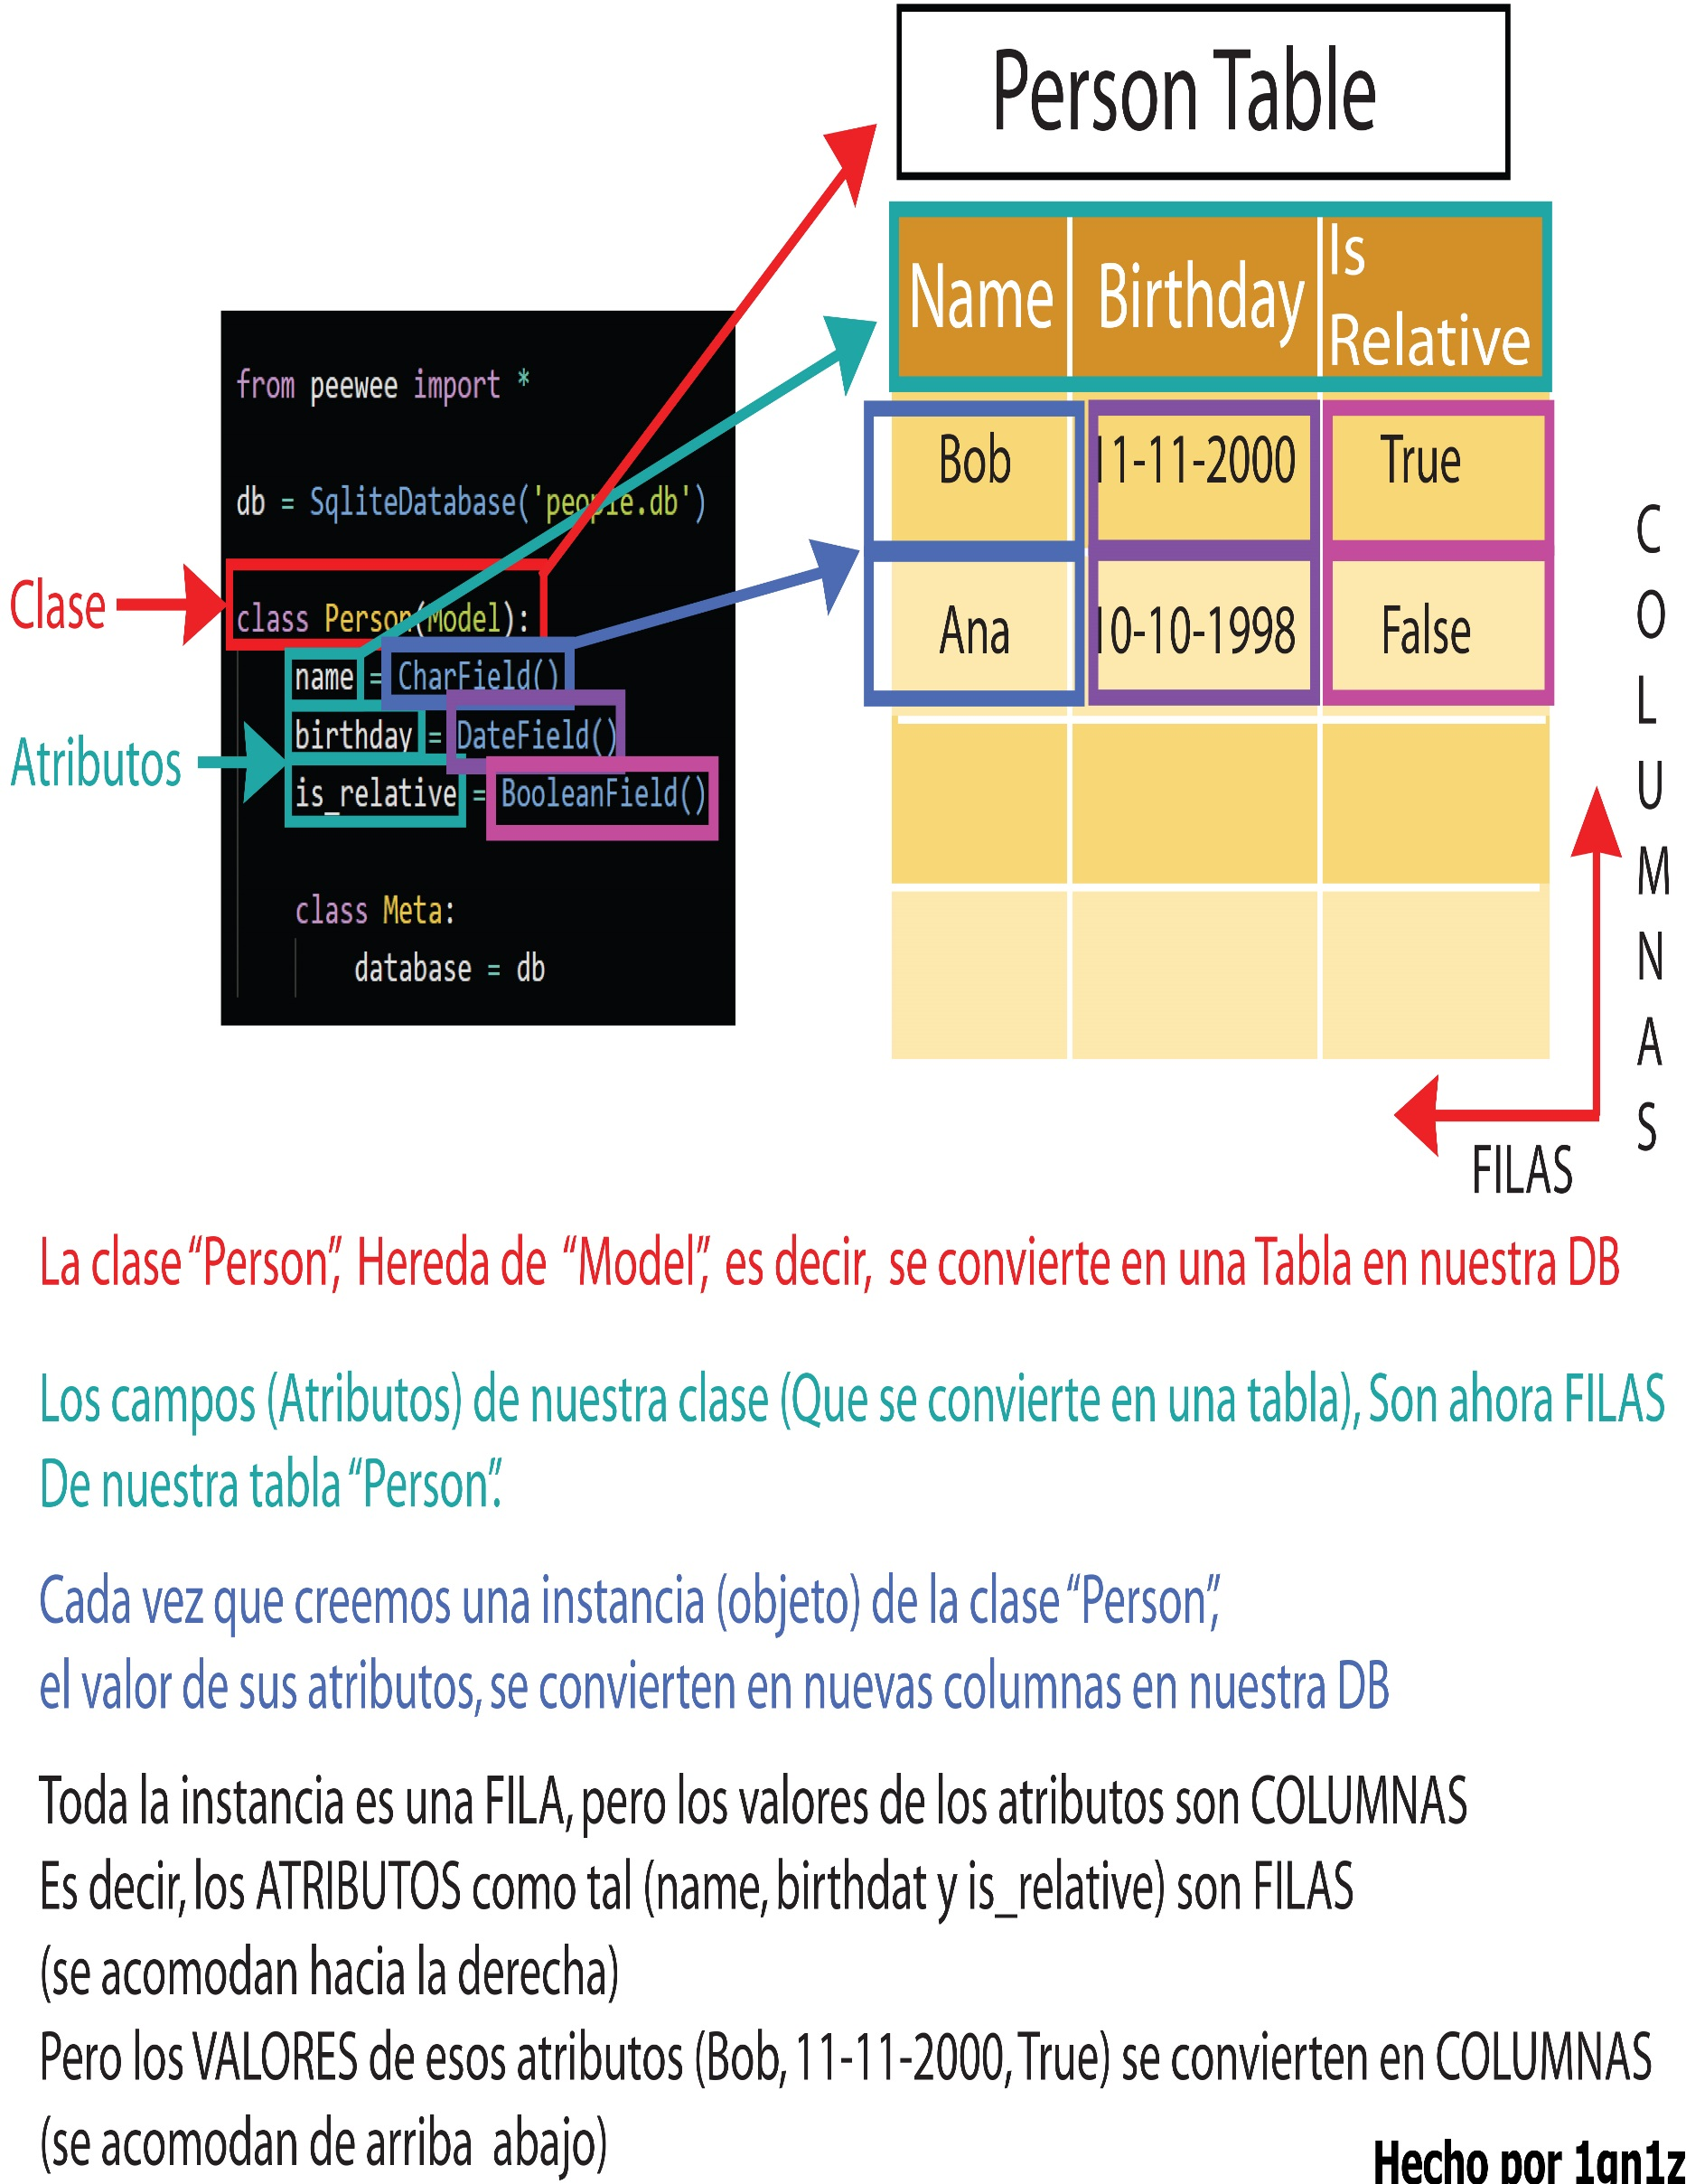 Person Table
Name Birthday Is Relative
Bob 11-11-2000 True
Ana 10-10-1998 False
COLUMNAS
FILAS
from peewee import *
db = SqliteDatabase('people.db')
Clase
class Person(Model):
name = CharField()
birthday = DateField()
Atributos
is_relative = BooleanField()
class Meta:
database = db
La clase “Person”, Hereda de “Model”, es decir, se convierte en una Tabla en nuestra DB
Los campos (Atributos) de nuestra clase (Que se convierte en una tabla), Son ahora FILAS
De nuestra tabla “Person”.
Cada vez que creemos una instancia (objeto) de la clase “Person”,
el valor de sus atributos, se convierten en nuevas columnas en nuestra DB
Toda la instancia es una FILA, pero los valores de los atributos son COLUMNAS
Es decir, los ATRIBUTOS como tal (name, birthdat y is_relative) son FILAS
(se acomodan hacia la derecha)
Pero los VALORES de esos atributos (Bob, 11-11-2000, True) se convierten en COLUMNAS
(se acomodan de arriba abajo)
Hecho por 1gn1z